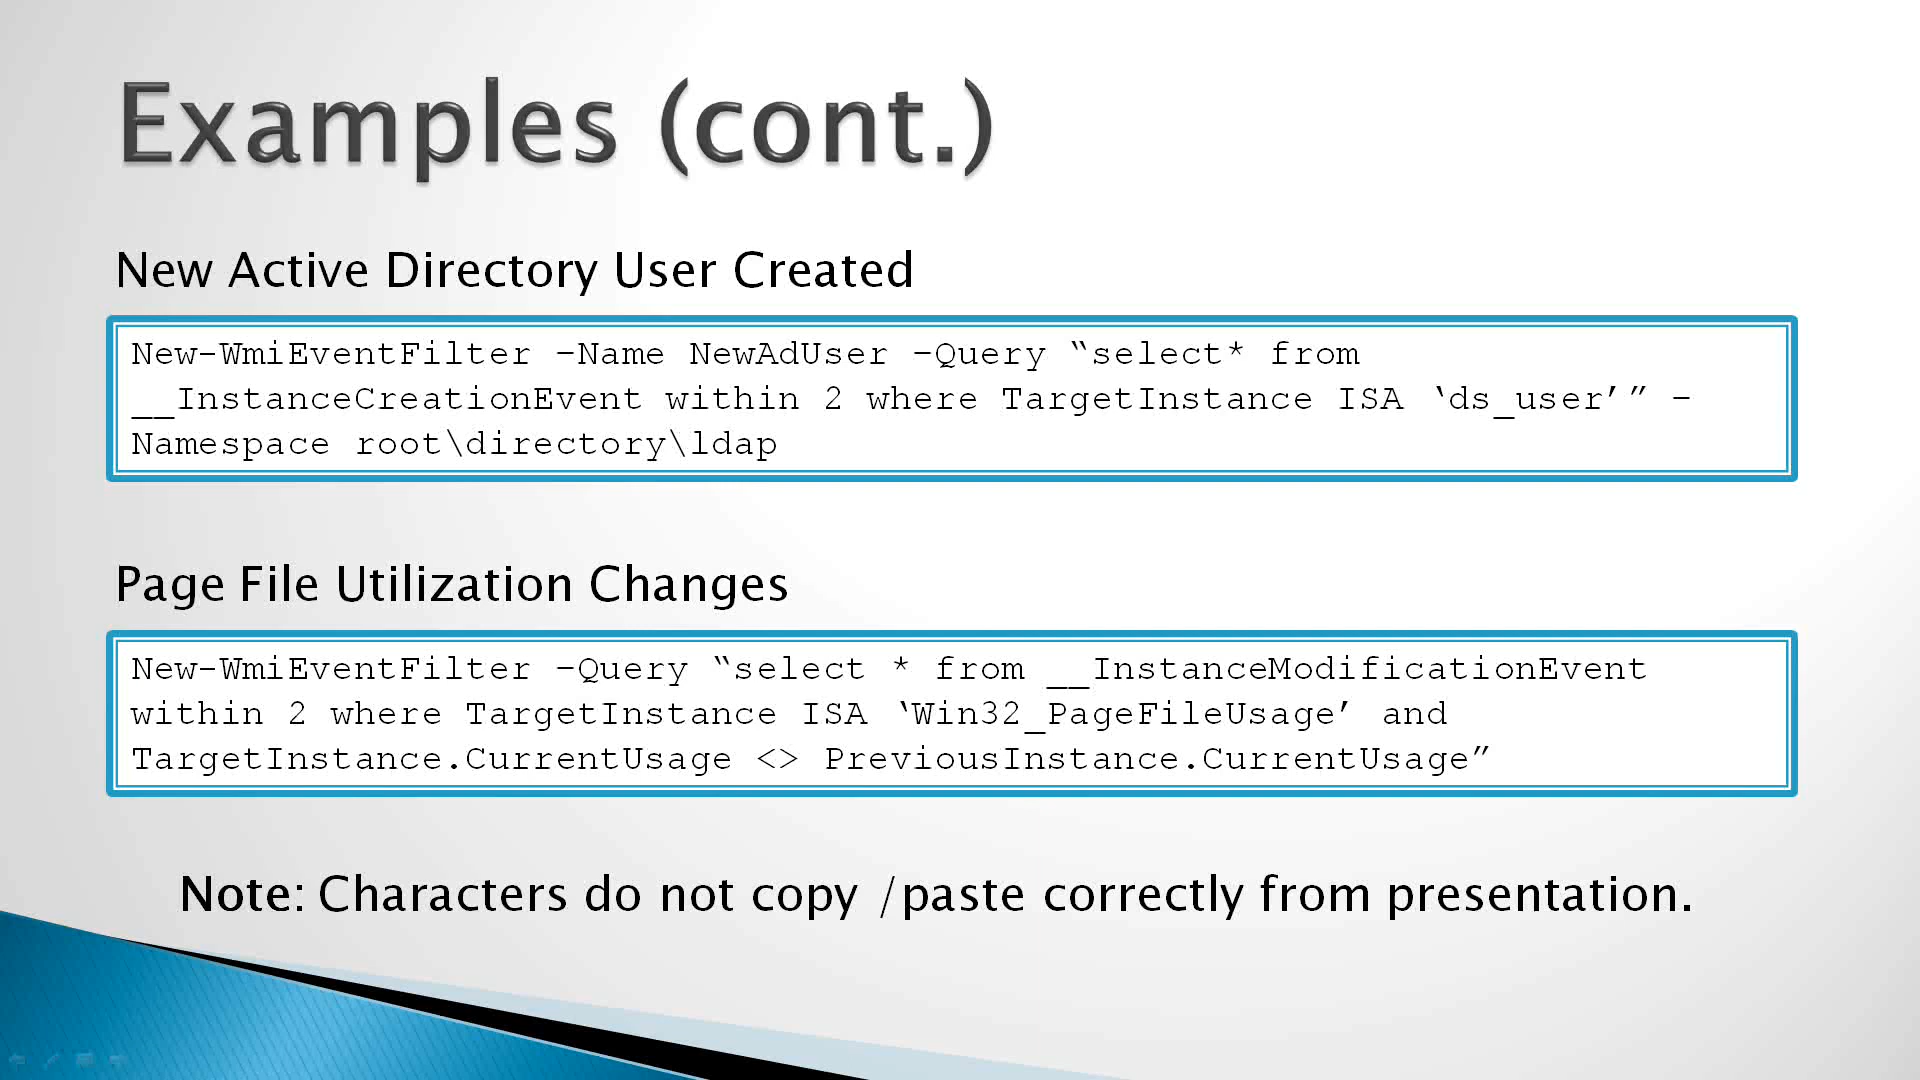 Examples (cont.)
New Active Directory User Created
New-WmiEventFilter –Name NewAdUser –Query “select* from
__InstanceCreationEvent within 2 where TargetInstance ISA ‘ds_user’” –
Namespace root\directory\ldap
Page File Utilization Changes
New-WmiEventFilter –Query “select * from __InstanceModificationEvent
within 2 where TargetInstance ISA ‘Win32_PageFileUsage’ and
TargetInstance.CurrentUsage <> PreviousInstance.CurrentUsage”
Note: Characters do not copy /paste correctly from presentation.